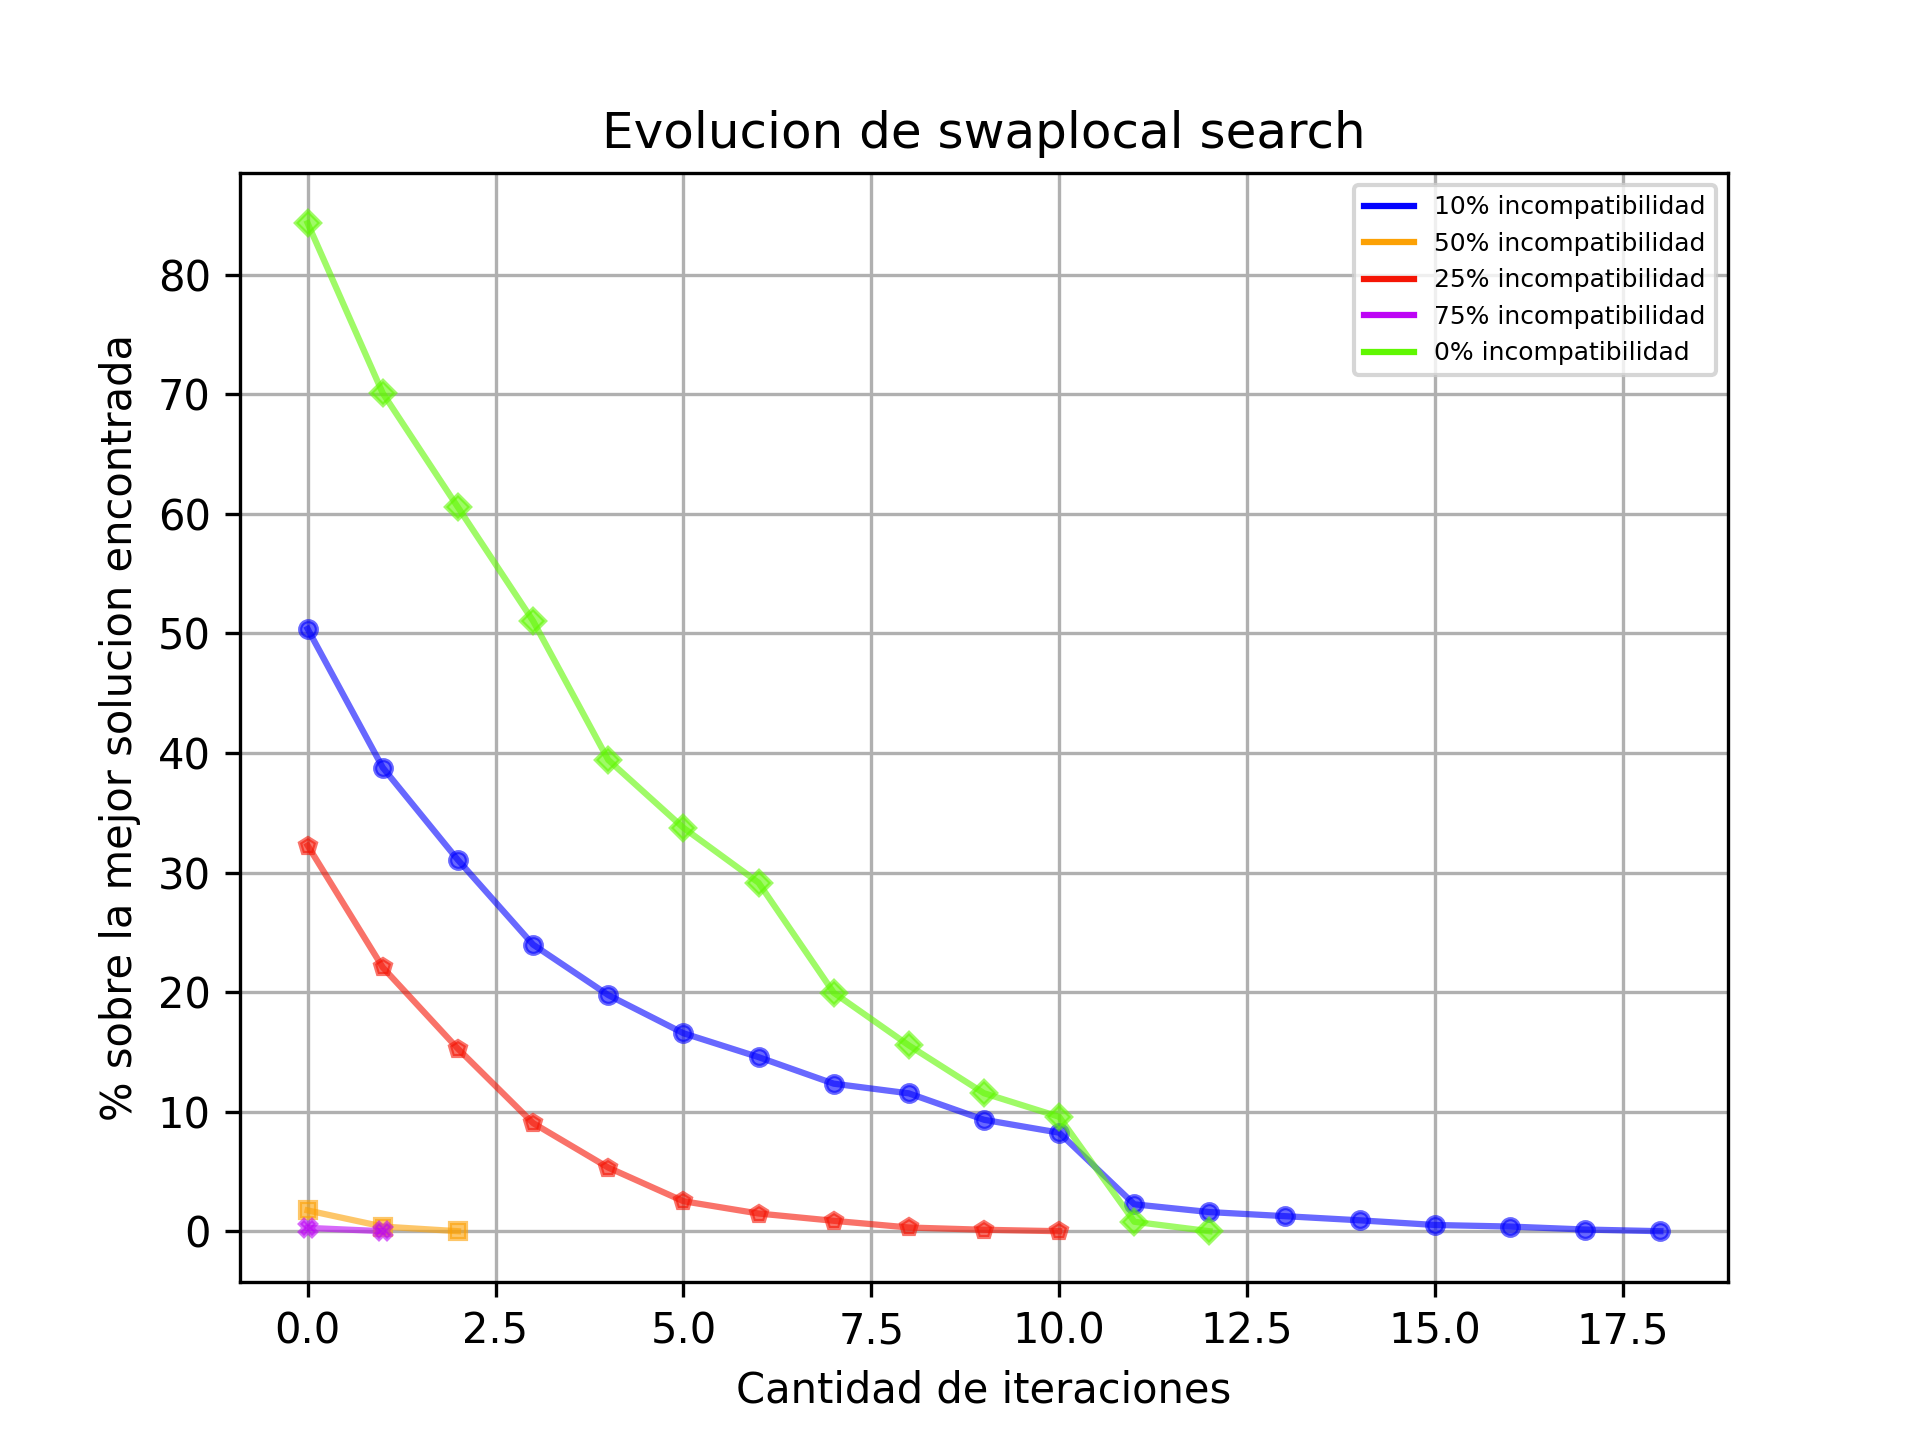 Evolucion de swaplocal search
10% incompatibilidad
50% incompatibilidad
25% incompatibilidad
75% incompatibilidad
0% incompatibilidad
% sobre la mejor solucion encontrada
80
70
60
50
40
30
20
10
0
0.0 2.5 5.0 7.5 10.0 12.5 15.0 17.5
Cantidad de iteraciones